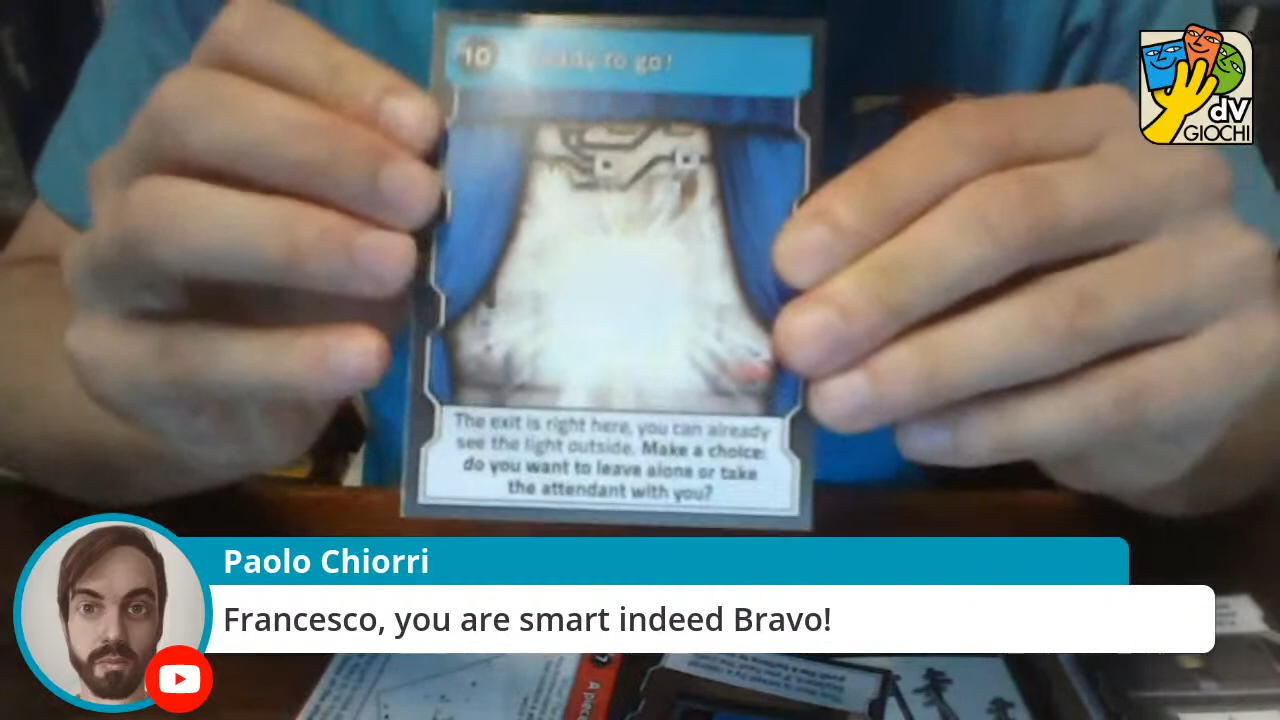 10 Ready to go!
dV
GIOCHI
The exit is right here, you can already
see the light outside. Make a choice:
do you want to leave alone or take
the attendant with you?
Paolo Chiorri
Francesco, you are smart indeed Bravo!